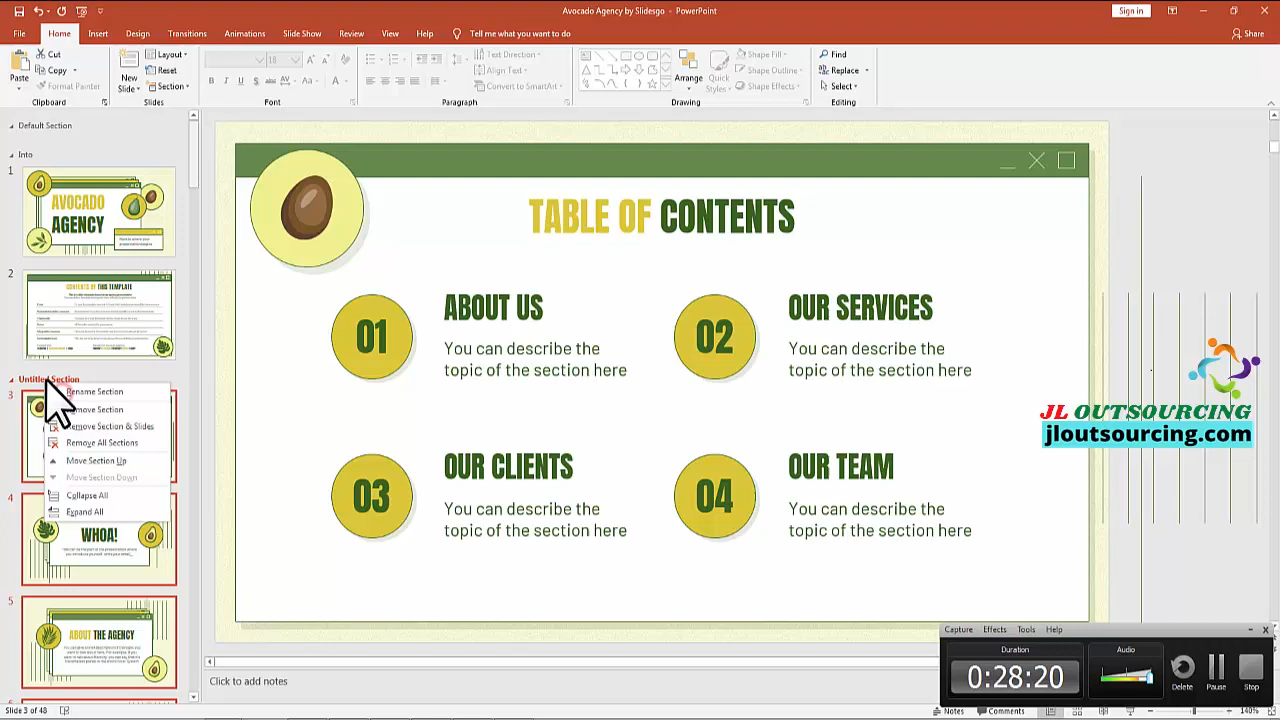 Avocado Agency by Slidesgo - PowerPoint
Sign in
File Home Insert Design Transitions Animations Slide Show Review View Help Tell me what you want to do Share
Paste
Cut
Copy
Format Painter
Clipboard
New Slide
Layout
Reset
Section
Slides
18
B I U S abc AV Aa A
Font
Text Direction
Align Text
Convert to SmartArt
Paragraph
Arrange
Quick Styles
Shape Fill
Shape Outline
Shape Effects
Drawing
Find
Replace
Select
Editing
Default Section
Into
1
AVOCADO
AGENCY
2
CONTENTS OF THIS TEMPLATE
Untitled Section
3
Rename Section
Remove Section & Slides
Remove All Sections
Move Section Up
Move Section Down
Collapse All
Expand All
4
WHOA!
5
ABOUT THE AGENCY
TABLE OF CONTENTS
01
ABOUT US
You can describe the
topic of the section here
02
OUR SERVICES
You can describe the
topic of the section here
03
OUR CLIENTS
You can describe the
topic of the section here
04
OUR TEAM
You can describe the
topic of the section here
JL OUTSOURCING
jloutsourcing.com
Capture Effects Tools Help
Duration
0:28:20
Audio
Delete
Pause
Stop
Click to add notes
Slide 3 of 48
Notes
Comments
140%